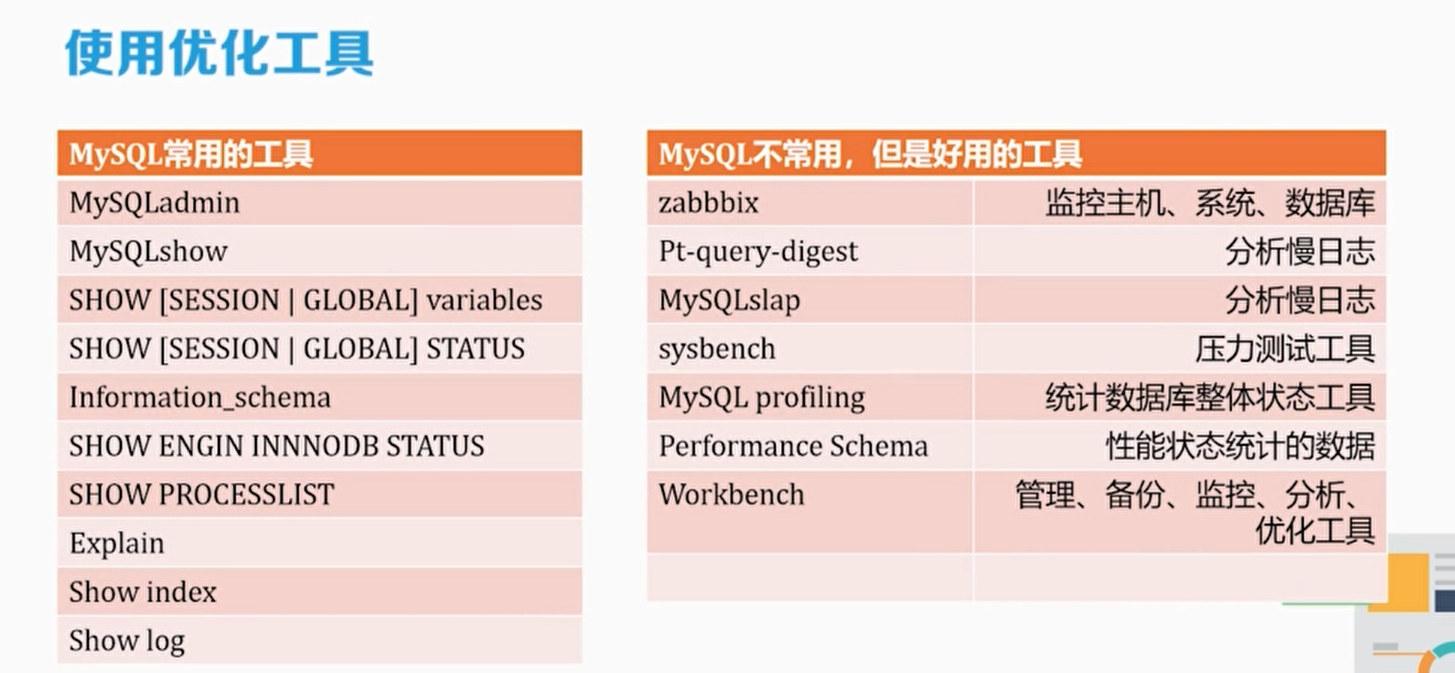 使用优化工具
MySQL常用的工具
MySQLadmin
MySQLshow
SHOW [SESSION | GLOBAL] variables
SHOW [SESSION | GLOBAL] STATUS
Information_schema
SHOW ENGIN INNNODB STATUS
SHOW PROCESSLIST
Explain
Show index
Show log
MySQL不常用，但是好用的工具
zabbbix 监控主机、系统、数据库
Pt-query-digest 分析慢日志
MySQLslap 分析慢日志
sysbench 压力测试工具
MySQL profiling 统计数据库整体状态工具
Performance Schema 性能状态统计的数据
Workbench 管理、备份、监控、分析、
优化工具